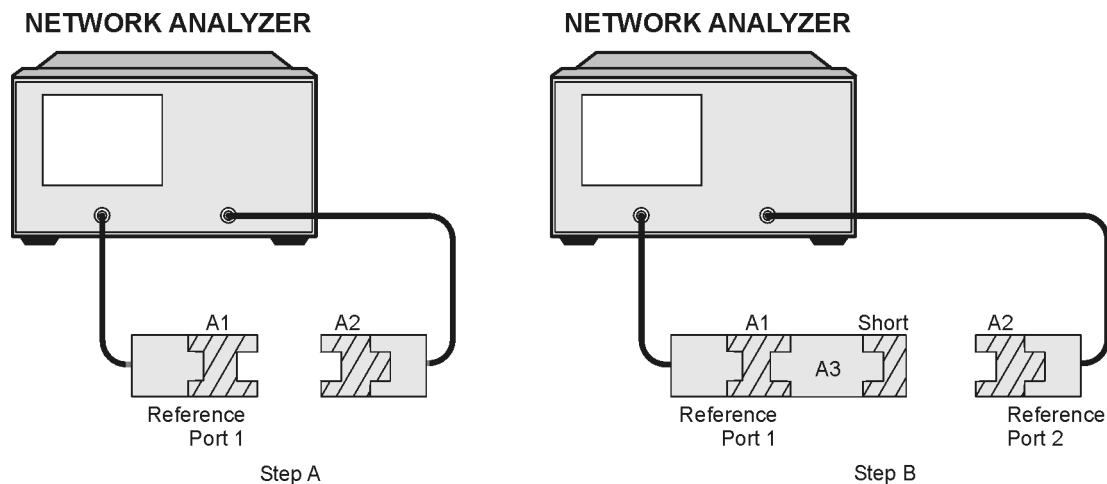 NETWORK ANALYZER
A1
A2
Reference
Port 1
Step A
NETWORK ANALYZER
A1
Short
A2
A3
Reference
Port 1
Reference
Port 2
Step B